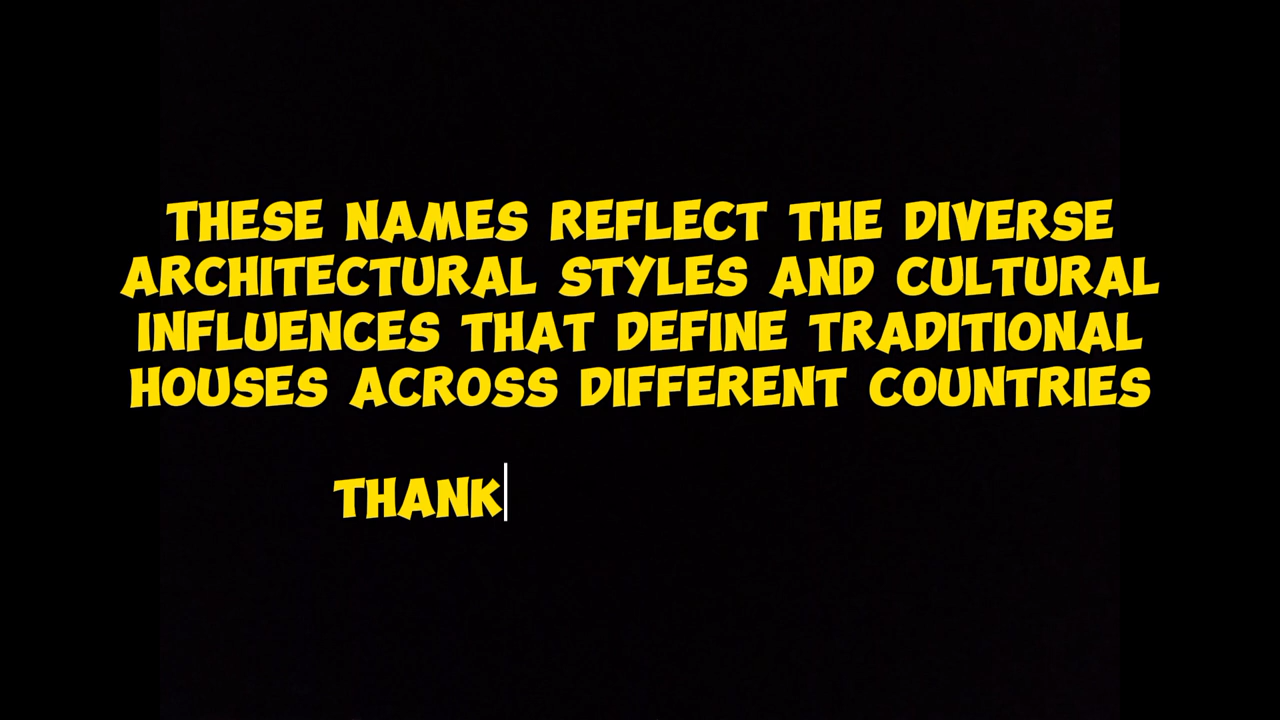 THESE NAMES REFLECT THE DIVERSE
ARCHITECTURAL STYLES AND CULTURAL
INFLUENCES THAT DEFINE TRADITIONAL
HOUSES ACROSS DIFFERENT COUNTRIES
THANK